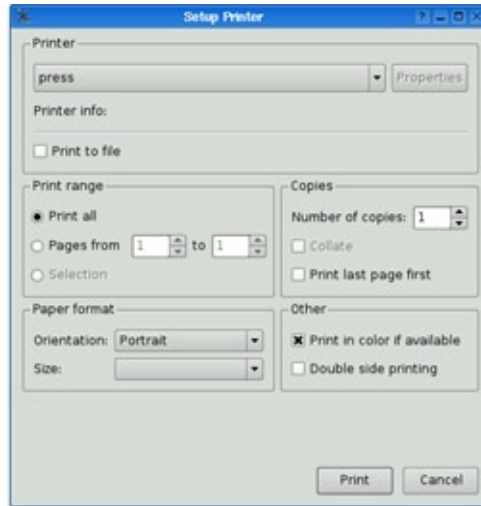 Setup Printer
Printer
press
Properties
Printer info:
Print to file
Print range
Print all
Pages from 1 to 1
Selection
Copies
Number of copies: 1
Collate
Print last page first
Paper format
Orientation: Portrait
Size:
Other
Print in color if available
Double side printing
Print
Cancel